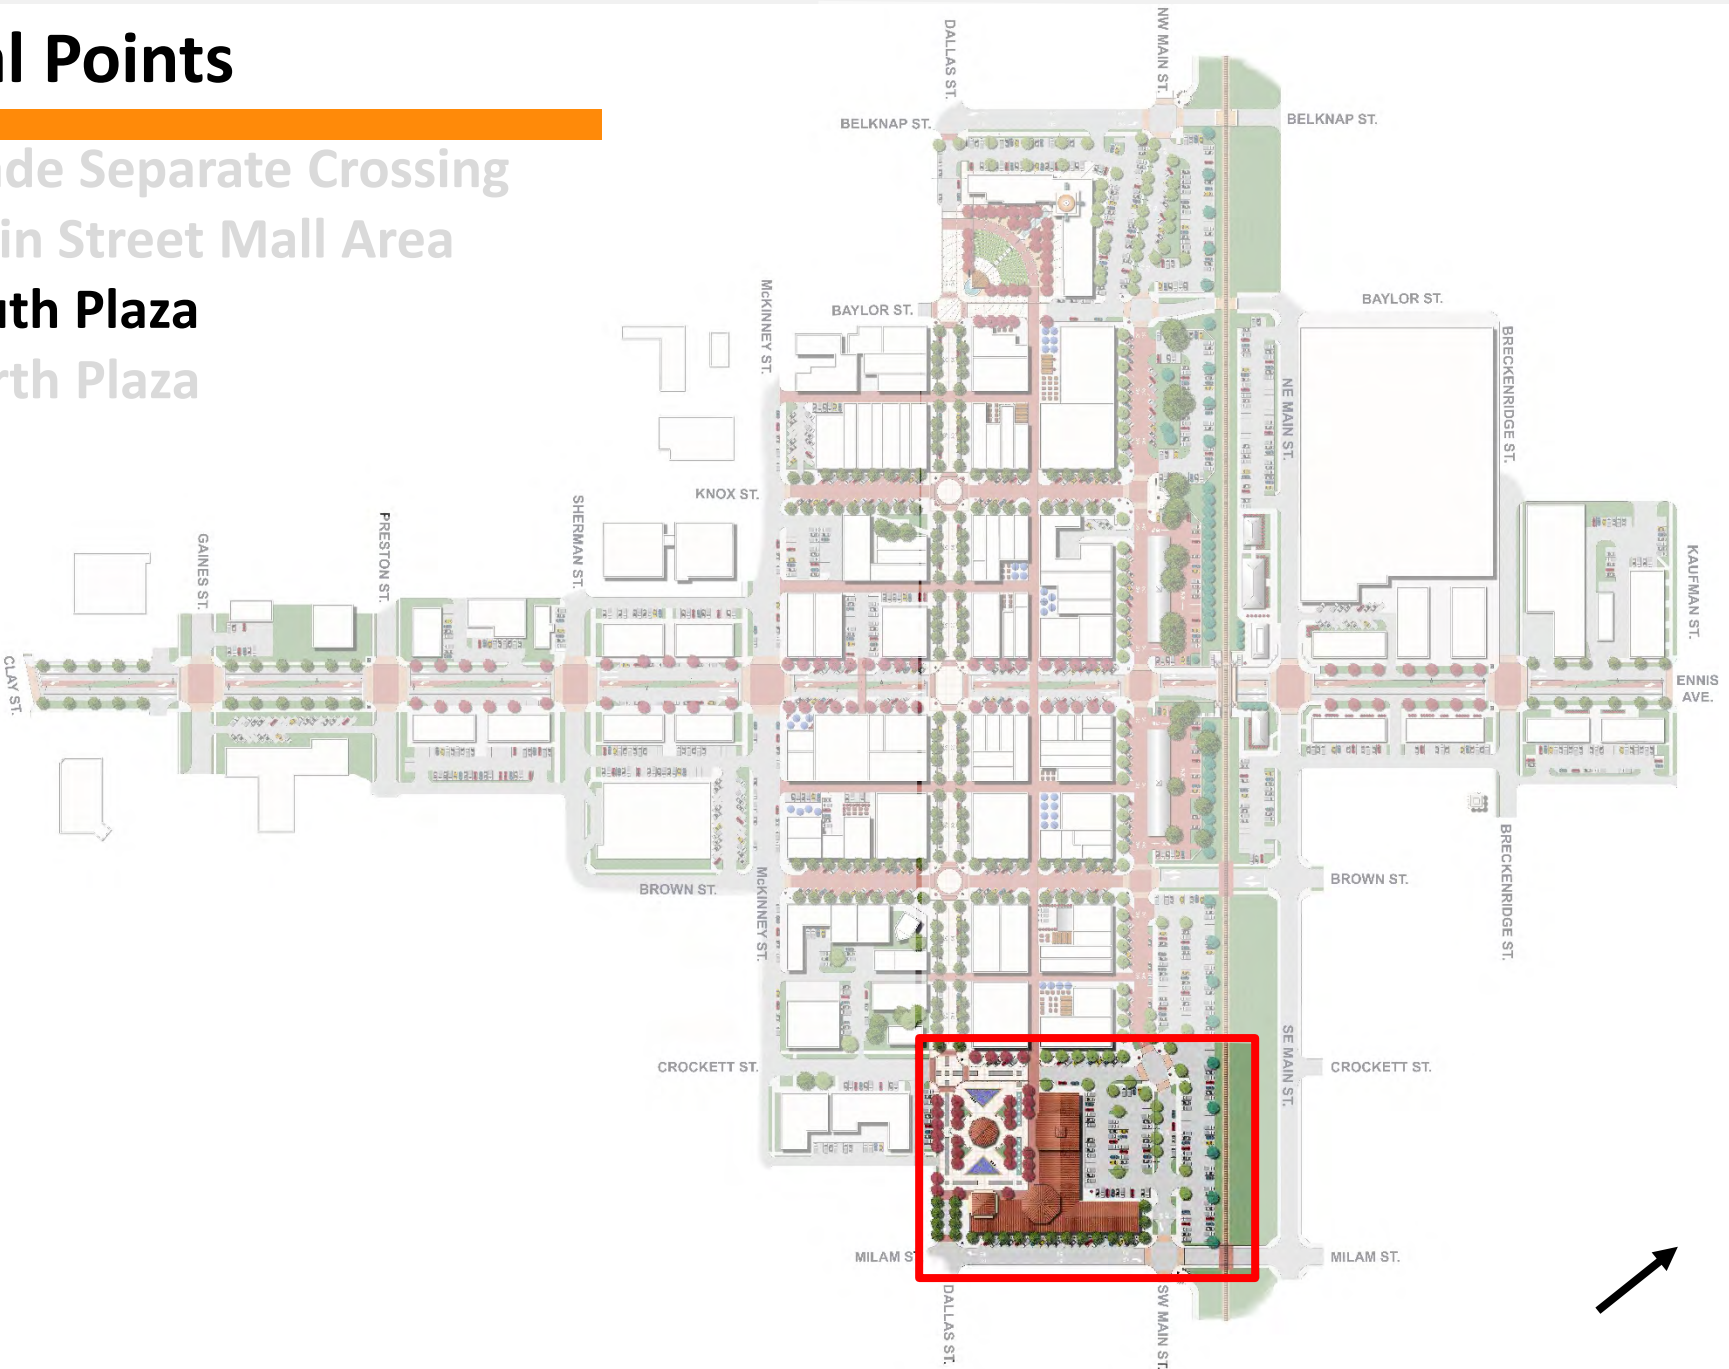 al Points
ade Separate Crossing
in Street Mall Area
uth Plaza
rth Plaza
DALLAS ST.
NW MAIN ST.
BELKNAP ST.
BELKNAP ST.
McKINNEY ST.
BAYLOR ST.
BAYLOR ST.
BRECKENRIDGE ST.
NE MAIN ST.
KNOX ST.
GAINES ST.
PRESTON ST.
SHERMAN ST.
KAUFMAN ST.
CLAY ST.
ENNIS
AVE.
BROWN ST.
McKINNEY ST.
BROWN ST.
BRECKENRIDGE ST.
CROCKETT ST.
SE MAIN ST.
CROCKETT ST.
MILAM S
MILAM ST.
DALLAS ST.
SW MAIN ST.